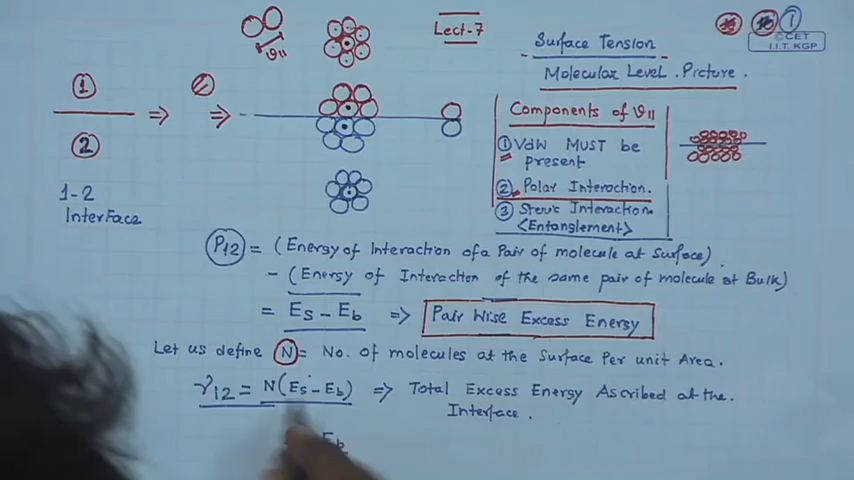 Lect-7
1
© CET
I.I.T. KGP
Surface Tension
Molecular Level Picture.
ϑ11
1
2
1-2
Interface
Components of ϑ11
① VdW MUST be
present
② Polar Interaction.
③ Steric Interaction.
<Entanglement>
P12 = (Energy of Interaction of a Pair of molecule at Surface)
- (Energy of Interaction of the same pair of molecule at Bulk)
= Es - Eb => Pair Wise Excess Energy
Let us define N = No. of molecules at the Surface Per unit Area.
γ12 = N(Es - Eb) => Total Excess Energy Ascribed at the
Interface.
Eb